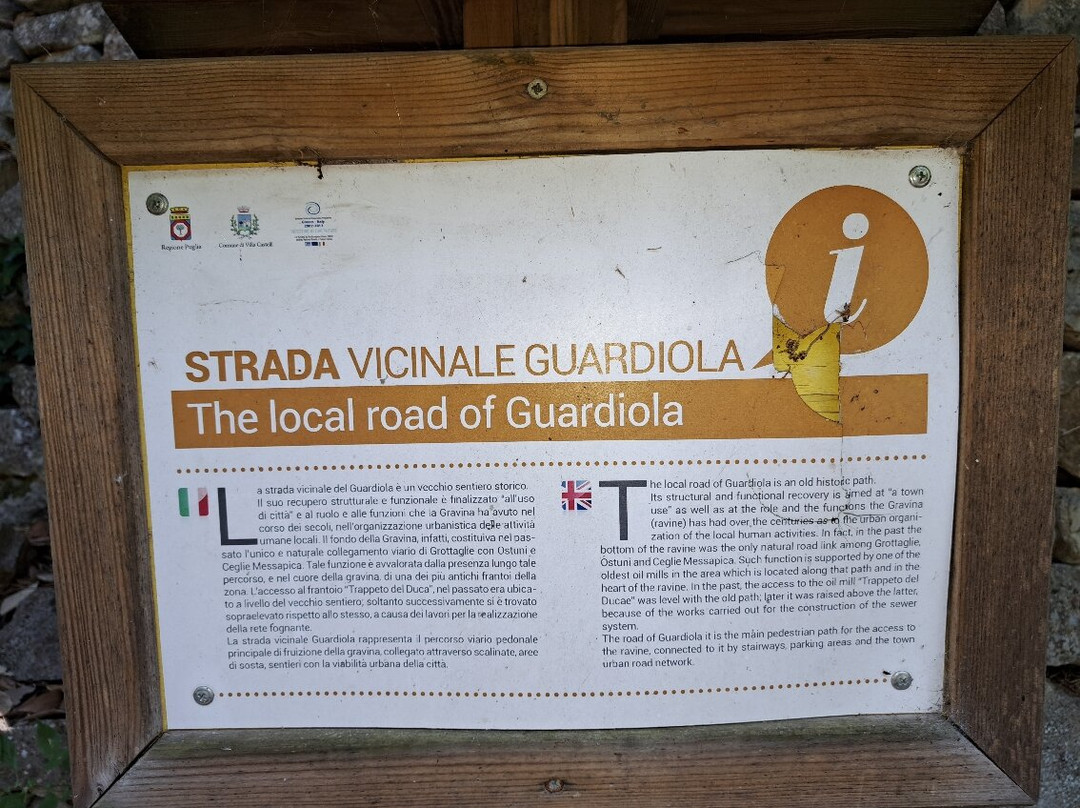 Regione Puglia
Comune di Villa Castelli
i
STRADA VICINALE GUARDIOLA
The local road of Guardiola
La strada vicinale del Guardiola è un vecchio sentiero storico.
Il suo recupero strutturale e funzionale è finalizzato "all'uso
di città" e al ruolo e alle funzioni che la Gravina ha avuto nel
corso dei secoli, nell'organizzazione urbanistica delle attività
umane locali. Il fondo della Gravina, infatti, costituiva nel pas-
sato l'unico e naturale collegamento viario di Grottaglie con Ostuni e
Ceglie Messapica. Tale funzione è avvalorata dalla presenza lungo tale
percorso, e nel cuore della gravina, di una dei più antichi frantoi della
zona. L'accesso al frantoio "Trappeto del Duca", nel passato era ubica-
to a livello del vecchio sentiero; soltanto successivamente si è trovato
sopraelevato rispetto allo stesso, a causa dei lavori per la realizzazione
della rete fognante.
La strada vicinale Guardiola rappresenta il percorso viario pedonale
principale di fruizione della gravina, collegato attraverso scalinate, aree
di sosta, sentieri con la viabilità urbana della città.
The local road of Guardiola is an old historic path.
Its structural and functional recovery is aimed at "a town
use" as well as at the role and the functions the Gravina
(ravine) has had over the centuries as to the urban organi-
zation of the local human activities. In fact, in the past the
bottom of the ravine was the only natural road link among Grottaglie,
Ostuni and Ceglie Messapica. Such function is supported by one of the
oldest oil mills in the area which is located along that path and in the
heart of the ravine. In the past, the access to the oil mill "Trappeto del
Ducae" was level with the old path; later it was raised above the latter,
because of the works carried out for the construction of the sewer
system.
The road of Guardiola it is the main pedestrian path for the access to
the ravine, connected to it by stairways, parking areas and the town
urban road network.